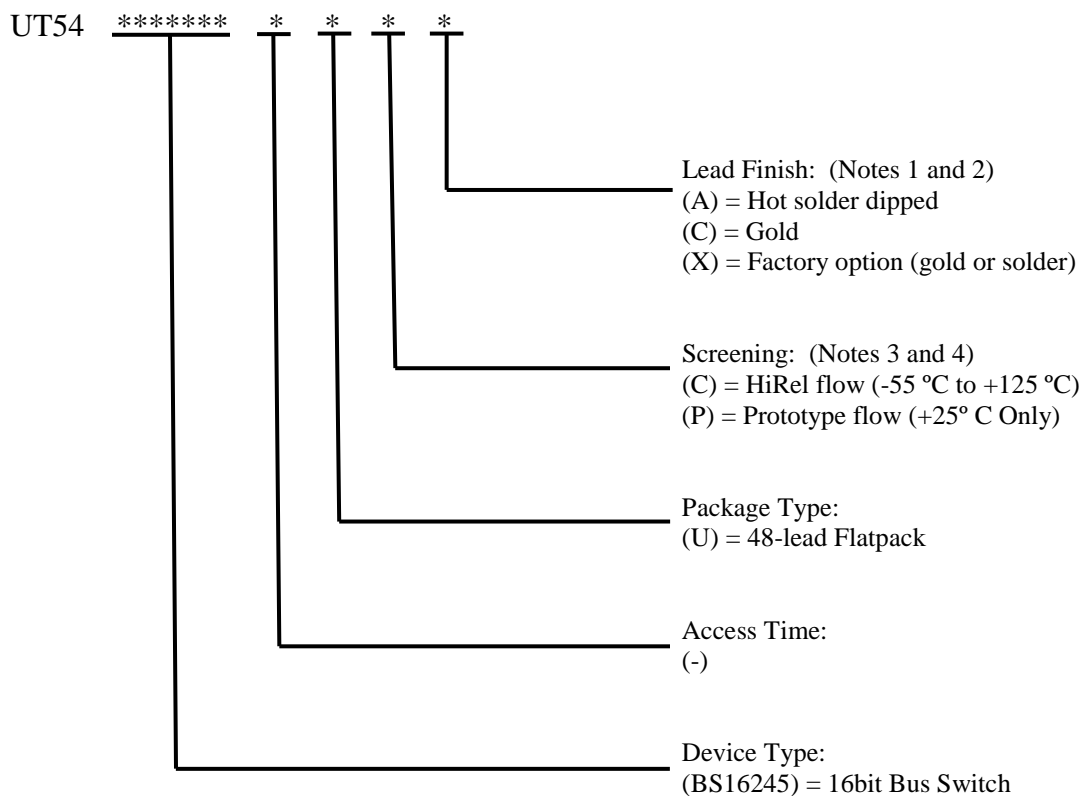 UT54 ******* * * * *
Lead Finish: (Notes 1 and 2)
(A) = Hot solder dipped
(C) = Gold
(X) = Factory option (gold or solder)
Screening: (Notes 3 and 4)
(C) = HiRel flow (-55 ºC to +125 ºC)
(P) = Prototype flow (+25º C Only)
Package Type:
(U) = 48-lead Flatpack
Access Time:
(-)
Device Type:
(BS16245) = 16bit Bus Switch